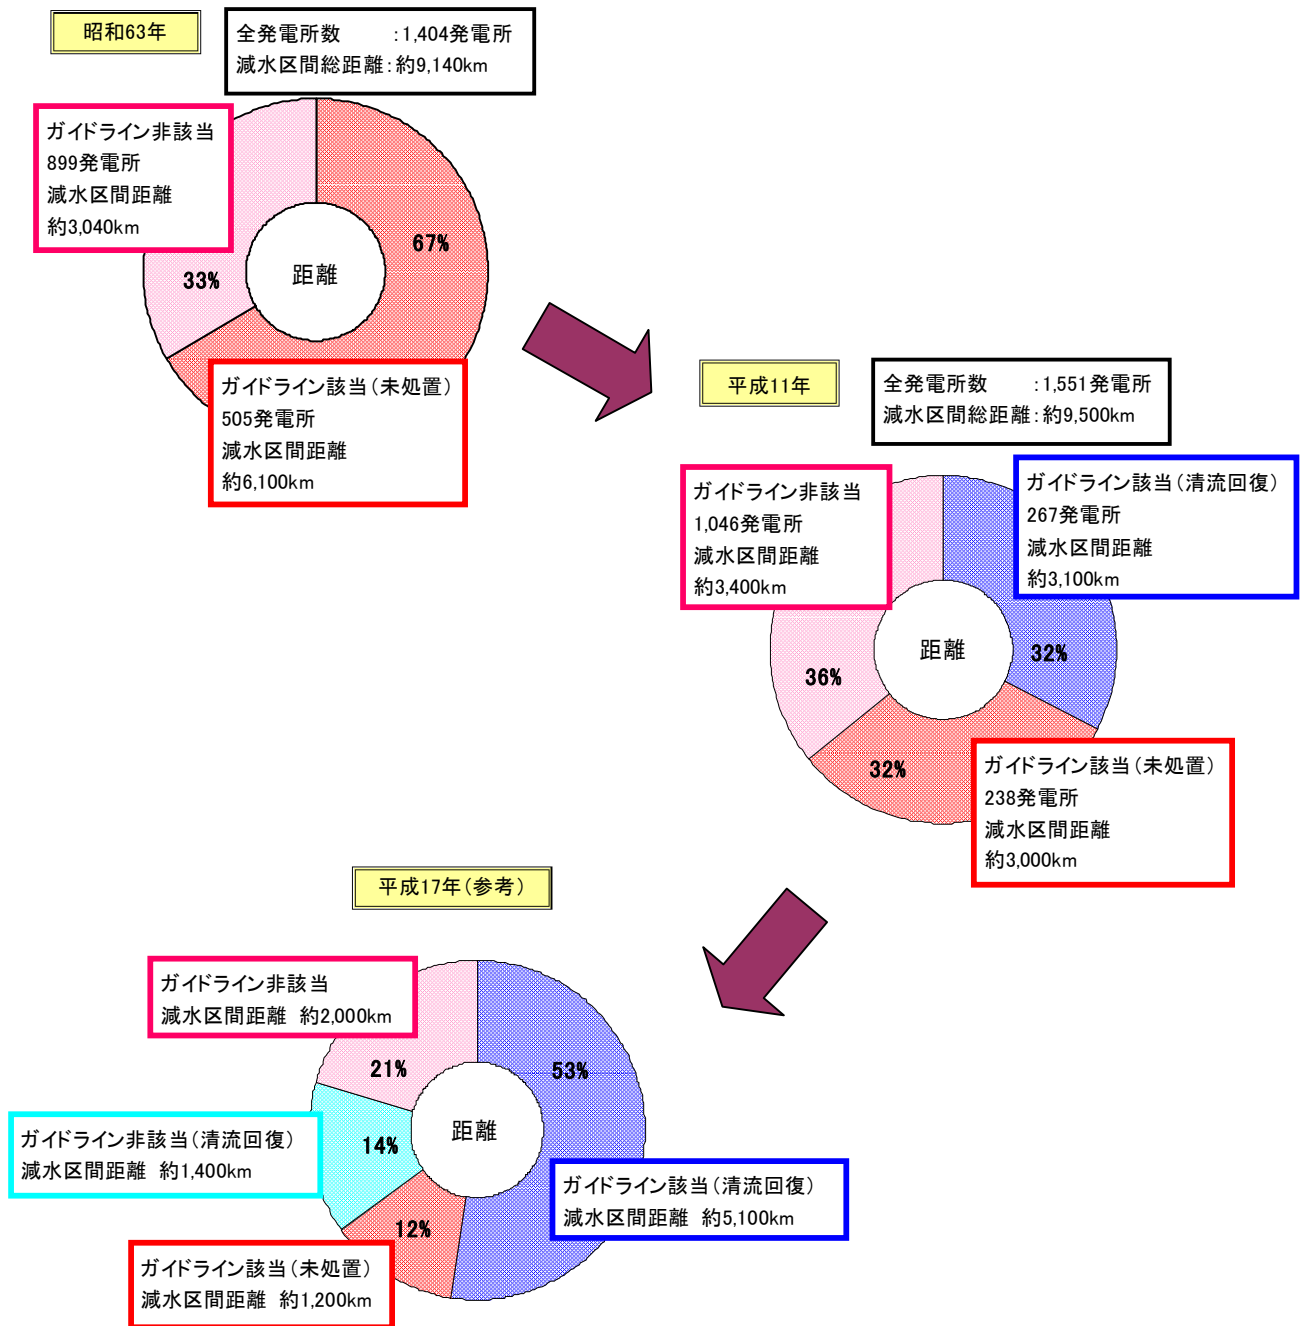 昭和63年
全発電所数　　：1,404発電所
減水区間総距離：約9,140km
ガイドライン非該当
899発電所
減水区間距離
約3,040km
67%
33%
距離
ガイドライン該当（未処置）
505発電所
減水区間距離
約6,100km
平成11年
全発電所数　　：1,551発電所
減水区間総距離：約9,500km
ガイドライン非該当
1,046発電所
減水区間距離
約3,400km
ガイドライン該当（清流回復）
267発電所
減水区間距離
約3,100km
距離
32%
36%
32%
ガイドライン該当（未処置）
238発電所
減水区間距離
約3,000km
平成17年（参考）
ガイドライン非該当
減水区間距離 約2,000km
21%
53%
ガイドライン非該当（清流回復）
減水区間距離 約1,400km
14%
距離
ガイドライン該当（清流回復）
減水区間距離 約5,100km
12%
ガイドライン該当（未処置）
減水区間距離 約1,200km